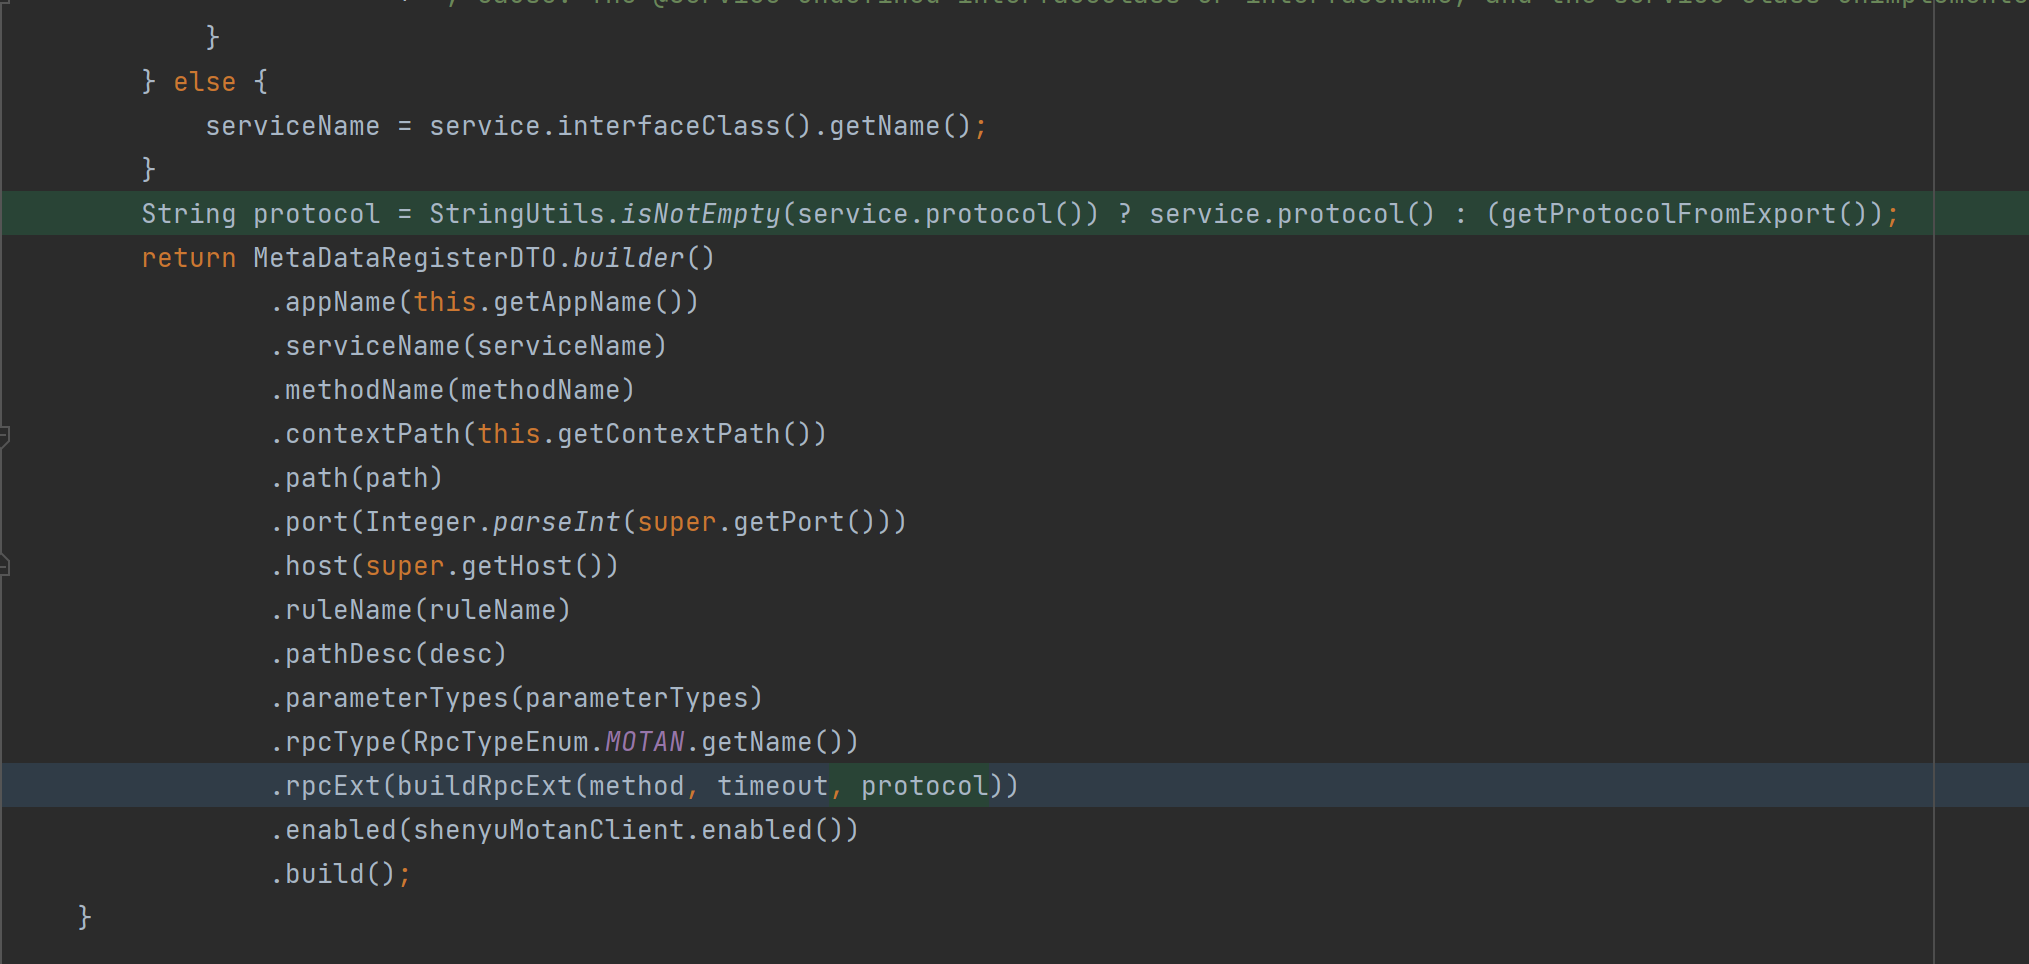 }
} else {
serviceName = service.interfaceClass().getName();
}
String protocol = StringUtils.isNotEmpty(service.protocol()) ? service.protocol() : (getProtocolFromExport());
return MetaDataRegisterDTO.builder()
.appName(this.getAppName())
.serviceName(serviceName)
.methodName(methodName)
.contextPath(this.getContextPath())
.path(path)
.port(Integer.parseInt(super.getPort()))
.host(super.getHost())
.ruleName(ruleName)
.pathDesc(desc)
.parameterTypes(parameterTypes)
.rpcType(RpcTypeEnum.MOTAN.getName())
.rpcExt(buildRpcExt(method, timeout, protocol))
.enabled(shenyuMotanClient.enabled())
.build();
}